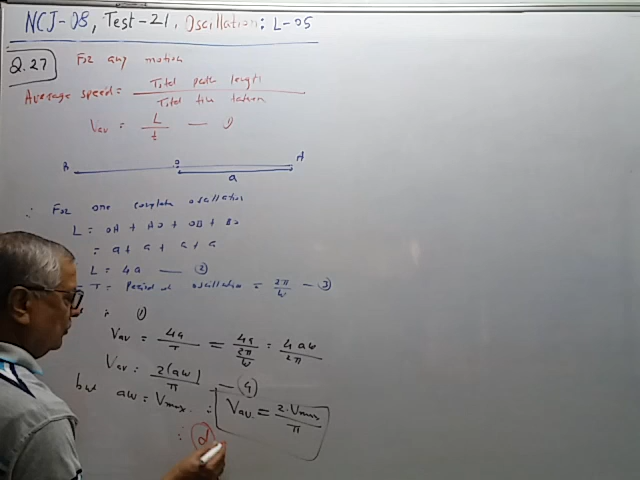 NCJ-08, Test-21, Oscillation: L-05
Q.27 For any motion
Average speed = Total path length / Total time taken
Vav = L / t — 1)
B O A
a
∴ For one complete oscillation
L = OA + AO + OB + BO
= a + a + a + a
L = 4a — (2)
T = Period of oscillation = 2π / ω — (3)
∴ (1)
Vav = 4a / T = 4a / (2π / ω) = 4aω / 2π
Vav = 2(aω) / π — (4)
but aω = Vmax ∴ Vav. = 2·Vmax / π
∴ (d)